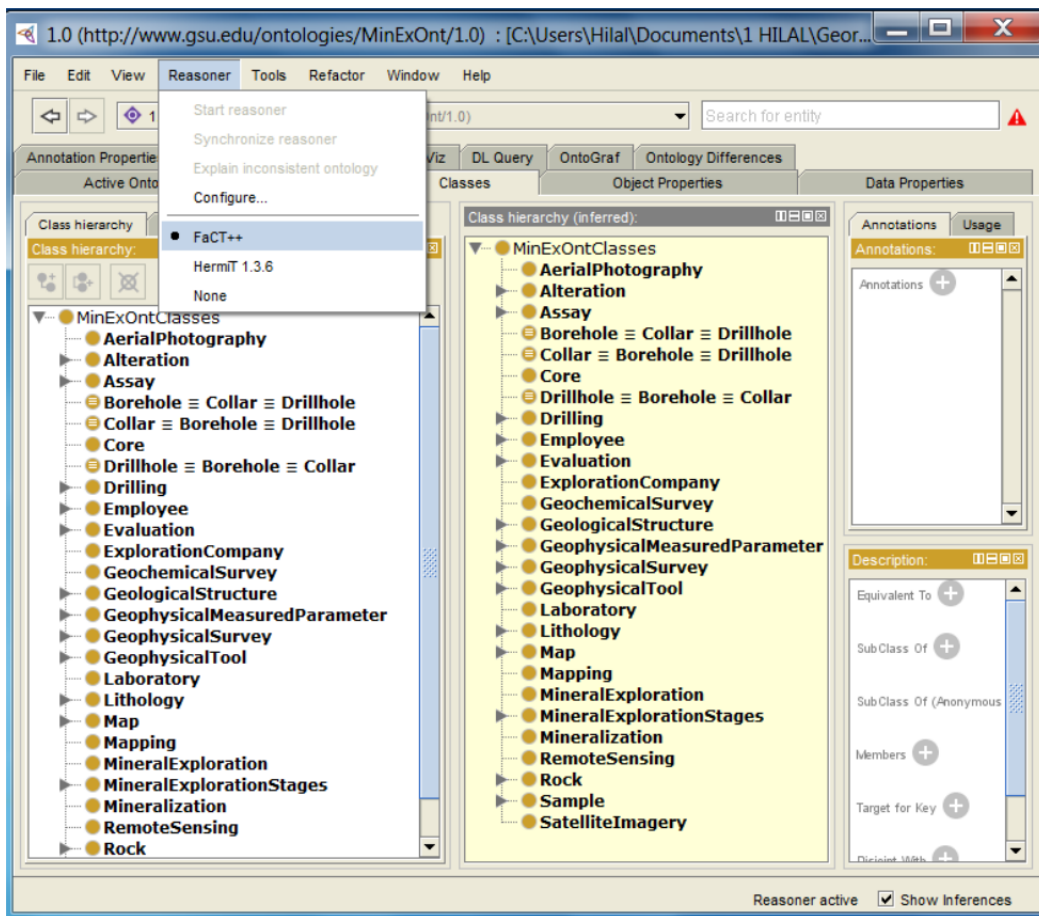 1.0 (http://www.gsu.edu/ontologies/MinExOnt/1.0) : [C:\Users\Hilal\Documents\1 HILAL\Geor...
File Edit View Reasoner Tools Refactor Window Help
1
nt/1.0)
Search for entity
Start reasoner
Synchronize reasoner
Explain inconsistent ontology
Configure...
FaCT++
HermiT 1.3.6
None
Annotation Propertie
Viz DL Query OntoGraf Ontology Differences
Active Onto
Classes Object Properties Data Properties
Class hierarchy
Class hierarchy:
MinExOntClasses
AerialPhotography
Alteration
Assay
Borehole ≡ Collar ≡ Drillhole
Collar ≡ Borehole ≡ Drillhole
Core
Drillhole ≡ Borehole ≡ Collar
Drilling
Employee
Evaluation
ExplorationCompany
GeochemicalSurvey
GeologicalStructure
GeophysicalMeasuredParameter
GeophysicalSurvey
GeophysicalTool
Laboratory
Lithology
Map
Mapping
MineralExploration
MineralExplorationStages
Mineralization
RemoteSensing
Rock
Class hierarchy (inferred):
MinExOntClasses
AerialPhotography
Alteration
Assay
Borehole ≡ Collar ≡ Drillhole
Collar ≡ Borehole ≡ Drillhole
Core
Drillhole ≡ Borehole ≡ Collar
Drilling
Employee
Evaluation
ExplorationCompany
GeochemicalSurvey
GeologicalStructure
GeophysicalMeasuredParameter
GeophysicalSurvey
GeophysicalTool
Laboratory
Lithology
Map
Mapping
MineralExploration
MineralExplorationStages
Mineralization
RemoteSensing
Rock
Sample
SatelliteImagery
Annotations Usage
Annotations:
Annotations
Description:
Equivalent To
SubClass Of
SubClass Of (Anonymous
Members
Target for Key
Disjoint With
Reasoner active Show Inferences